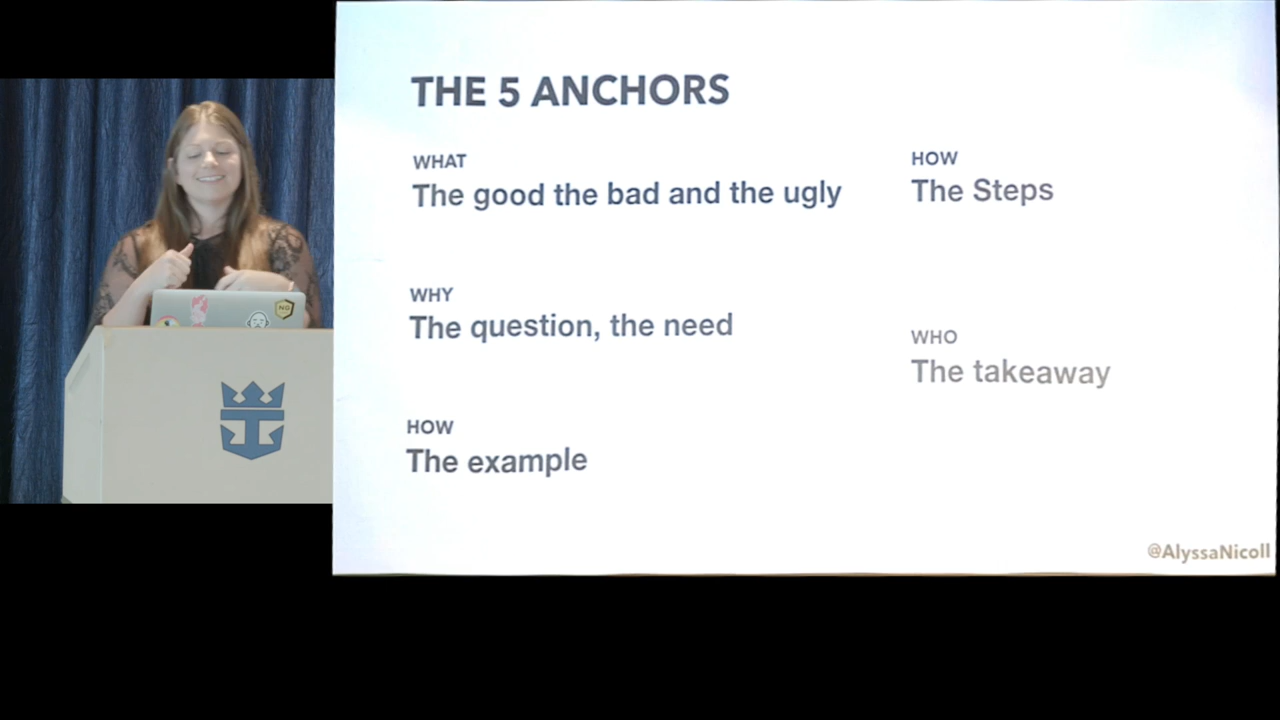 THE 5 ANCHORS
WHAT
The good the bad and the ugly
WHY
The question, the need
HOW
The example
HOW
The Steps
WHO
The takeaway
@AlyssaNicoll
NG